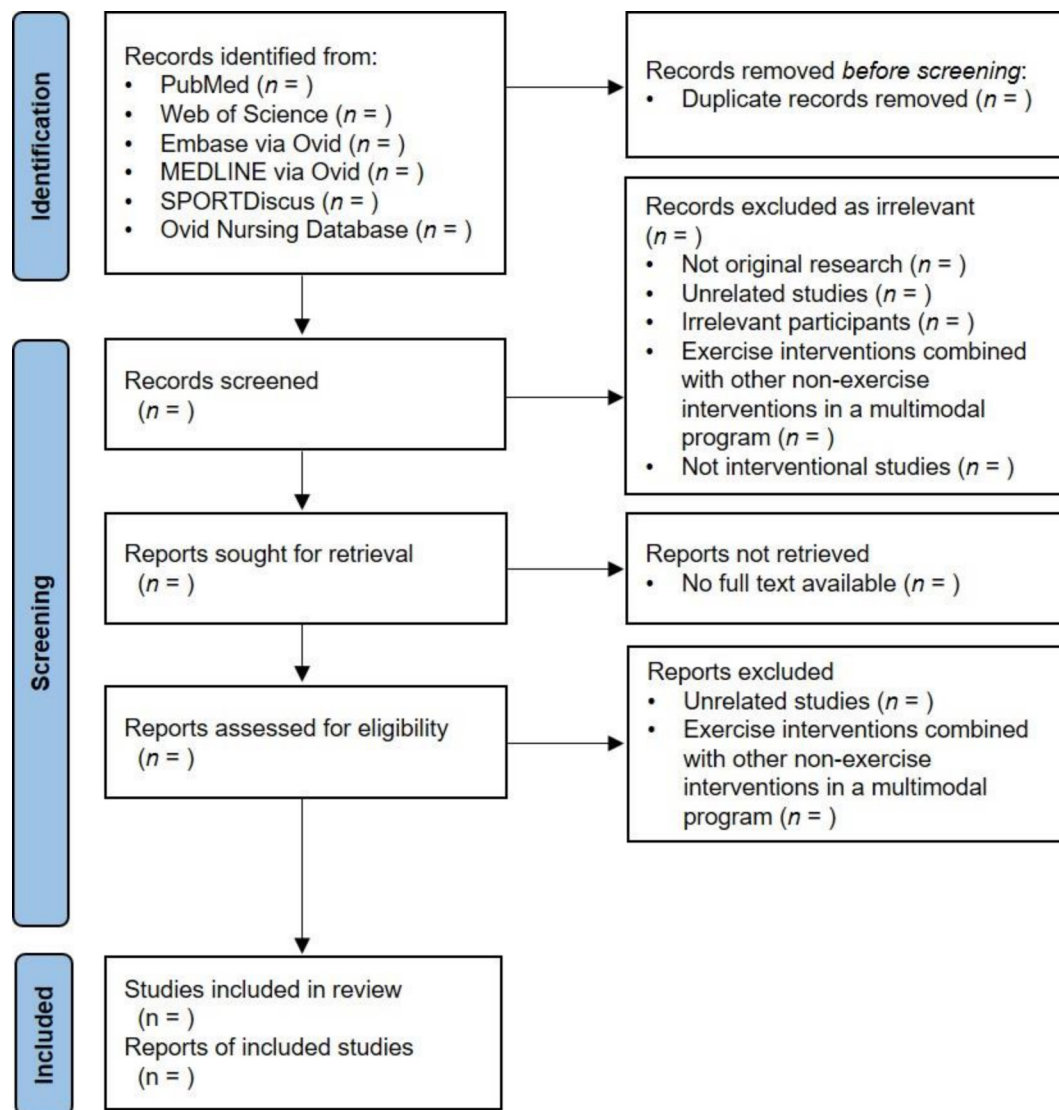 Identification
Records identified from:
• PubMed (n = )
• Web of Science (n = )
• Embase via Ovid (n = )
• MEDLINE via Ovid (n = )
• SPORTDiscus (n = )
• Ovid Nursing Database (n = )
Records removed before screening:
• Duplicate records removed (n = )
Screening
Records screened
(n = )
Records excluded as irrelevant
(n = )
• Not original research (n = )
• Unrelated studies (n = )
• Irrelevant participants (n = )
• Exercise interventions combined
with other non-exercise
interventions in a multimodal
program (n = )
• Not interventional studies (n = )
Reports sought for retrieval
(n = )
Reports not retrieved
• No full text available (n = )
Reports assessed for eligibility
(n = )
Reports excluded
• Unrelated studies (n = )
• Exercise interventions combined
with other non-exercise
interventions in a multimodal
program (n = )
Included
Studies included in review
(n = )
Reports of included studies
(n = )